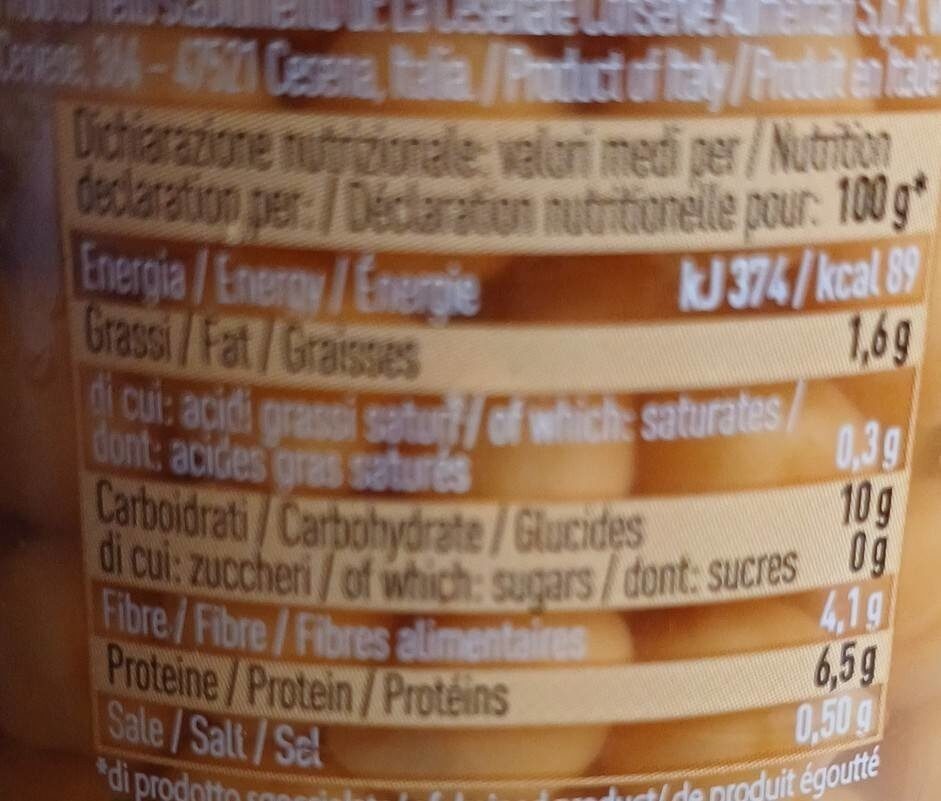 304 - 47521 Cesena, Italia. / Product of Italy / Produit en Italie
Dichiarazione nutrizionale: valori medi per / Nutrition
declaration per: / Déclaration nutritionelle pour: 100 g*
Energia / Energy / Énergie kJ 374 / kcal 89
Grassi / Fat / Graisses 1,6 g
di cui: acidi grassi saturi / of which: saturates /
dont: acides gras saturés 0,3 g
Carboidrati / Carbohydrate / Glucides 10 g
di cui: zuccheri / of which: sugars / dont: sucres 0 g
Fibre / Fibre / Fibres alimentaires 4,1 g
Proteine / Protein / Protéins 6,5 g
Sale / Salt / Sel 0,50 g
*di prodotto / de produit égoutté